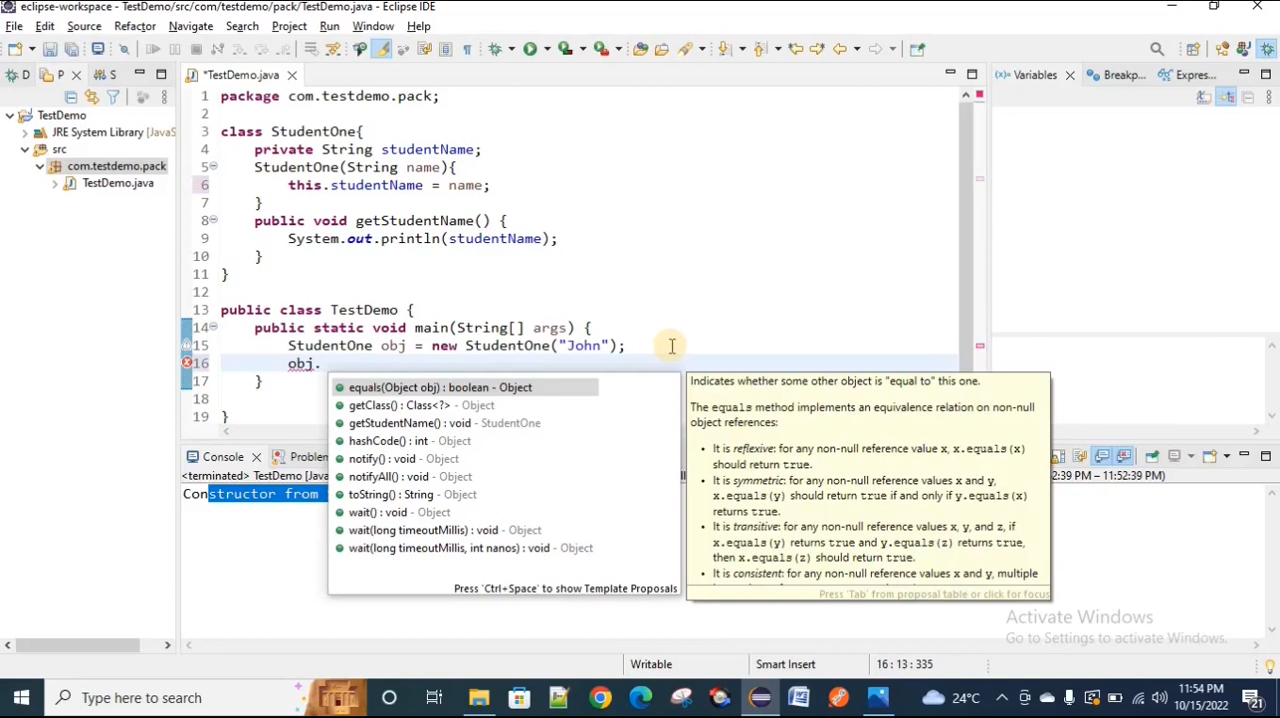 eclipse-workspace - TestDemo/src/com/testdemo/pack/TestDemo.java - Eclipse IDE
File Edit Source Refactor Navigate Search Project Run Window Help
D P S
*TestDemo.java
Variables Breakp... Expres...
TestDemo
JRE System Library [JavaS
src
com.testdemo.pack
TestDemo.java
1 package com.testdemo.pack;
2
3 class StudentOne{
4 private String studentName;
5 StudentOne(String name){
6 this.studentName = name;
7 }
8 public void getStudentName() {
9 System.out.println(studentName);
10 }
11 }
12
13 public class TestDemo {
14 public static void main(String[] args) {
15 StudentOne obj = new StudentOne("John");
16 obj.
17 }
18
19 }
equals(Object obj) : boolean - Object
getClass() : Class<?> - Object
getStudentName() : void - StudentOne
hashCode() : int - Object
notify() : void - Object
notifyAll() : void - Object
toString() : String - Object
wait() : void - Object
wait(long timeoutMillis) : void - Object
wait(long timeoutMillis, int nanos) : void - Object
Press 'Ctrl+Space' to show Template Proposals
Indicates whether some other object is "equal to" this one.
The equals method implements an equivalence relation on non-null
object references:
• It is reflexive: for any non-null reference value x, x.equals(x)
should return true.
• It is symmetric: for any non-null reference values x and y,
x.equals(y) should return true if and only if y.equals(x)
returns true.
• It is transitive: for any non-null reference values x, y, and z, if
x.equals(y) returns true and y.equals(z) returns true,
then x.equals(z) should return true.
• It is consistent: for any non-null reference values x and y, multiple
Press 'Tab' from proposal table or click for focus
Console Problem
<terminated> TestDemo [J
52:39 PM – 11:52:39 PM)
Constructor from
Activate Windows
Go to Settings to activate Windows.
Writable Smart Insert 16 : 13 : 335
Type here to search
24°C
11:54 PM
10/15/2022
21